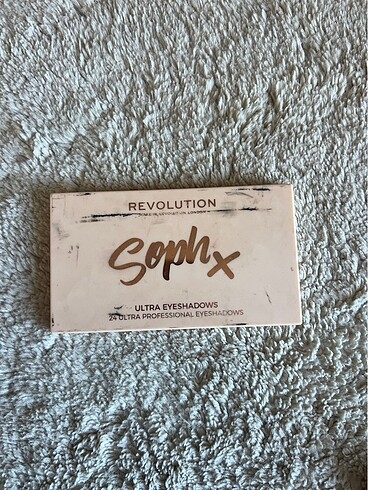 REVOLUTION
Soph x
ULTRA EYESHADOWS
24 ULTRA PROFESSIONAL EYESHADOWS